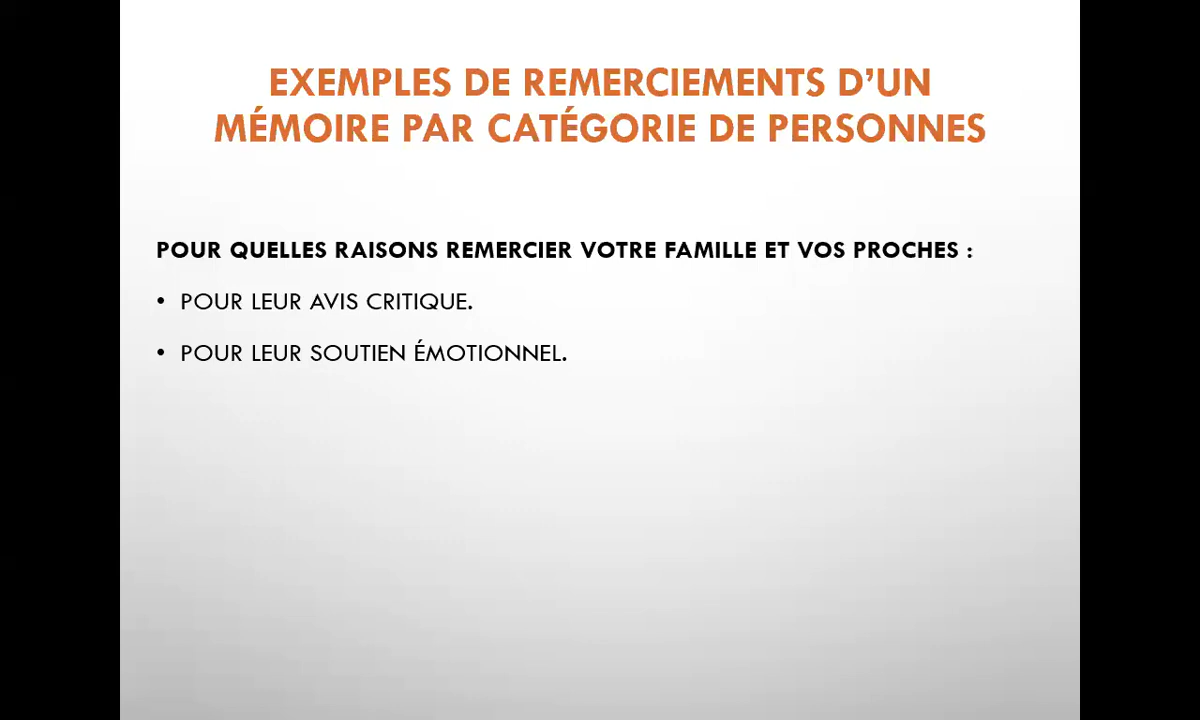 EXEMPLES DE REMERCIEMENTS D’UN
MÉMOIRE PAR CATÉGORIE DE PERSONNES
POUR QUELLES RAISONS REMERCIER VOTRE FAMILLE ET VOS PROCHES :
• POUR LEUR AVIS CRITIQUE.
• POUR LEUR SOUTIEN ÉMOTIONNEL.